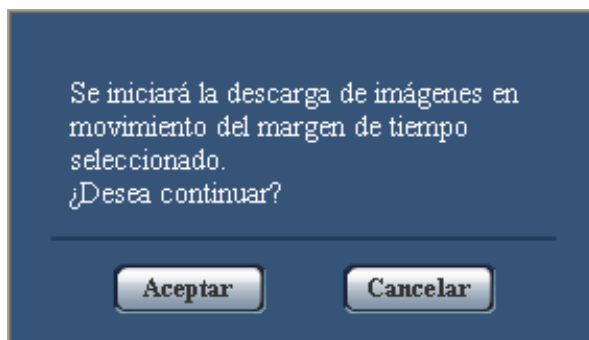 Se iniciará la descarga de imágenes en
movimiento del margen de tiempo
seleccionado.
¿Desea continuar?
Aceptar
Cancelar